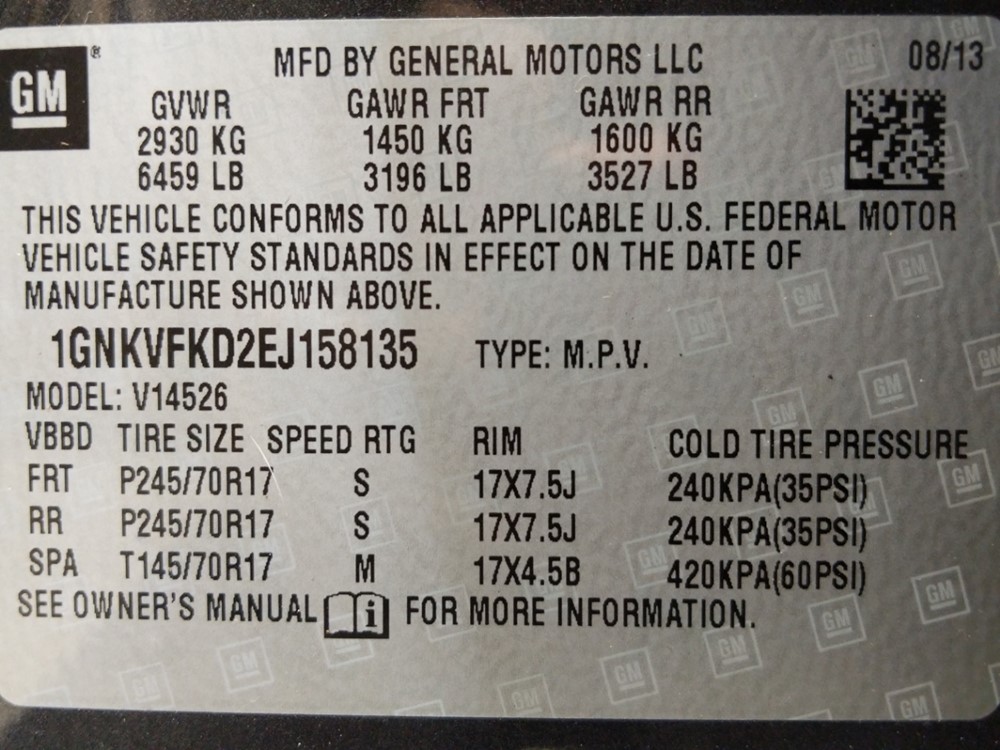 GM ® MFD BY GENERAL MOTORS LLC 08/13
GVWR GAWR FRT GAWR RR
2930 KG 1450 KG 1600 KG
6459 LB 3196 LB 3527 LB
THIS VEHICLE CONFORMS TO ALL APPLICABLE U.S. FEDERAL MOTOR
VEHICLE SAFETY STANDARDS IN EFFECT ON THE DATE OF
MANUFACTURE SHOWN ABOVE.
1GNKVFKD2EJ158135 TYPE: M.P.V.
MODEL: V14526
VBBD TIRE SIZE SPEED RTG RIM COLD TIRE PRESSURE
FRT P245/70R17 S 17X7.5J 240KPA(35PSI)
RR P245/70R17 S 17X7.5J 240KPA(35PSI)
SPA T145/70R17 M 17X4.5B 420KPA(60PSI)
SEE OWNER'S MANUAL i FOR MORE INFORMATION.